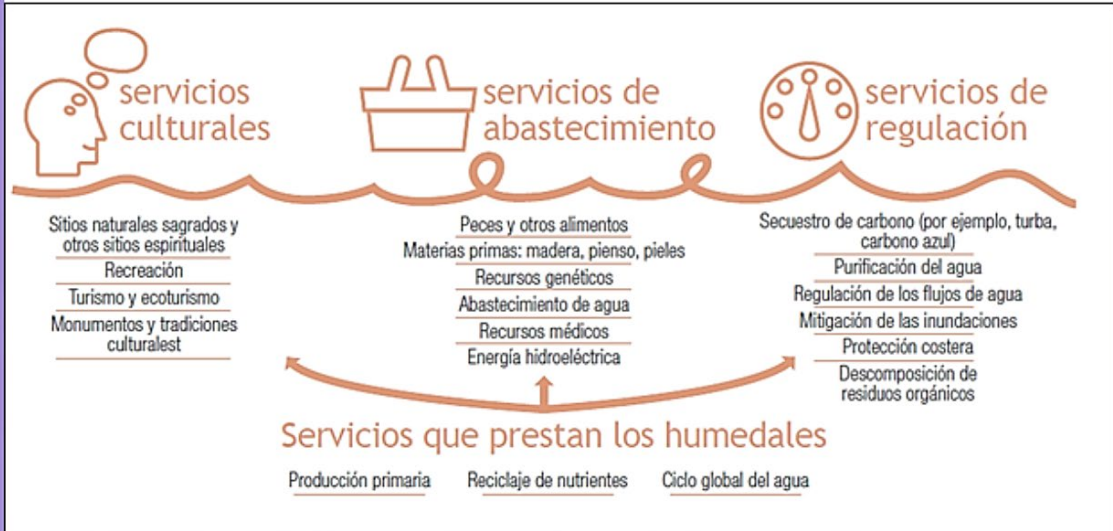 servicios
culturales
Sitios naturales sagrados y
otros sitios espirituales
Recreación
Turismo y ecoturismo
Monumentos y tradiciones
culturalest
servicios de
abastecimiento
Peces y otros alimentos
Materias primas: madera, pienso, pieles
Recursos genéticos
Abastecimiento de agua
Recursos médicos
Energía hidroeléctrica
servicios de
regulación
Secuestro de carbono (por ejemplo, turba,
carbono azul)
Purificación del agua
Regulación de los flujos de agua
Mitigación de las inundaciones
Protección costera
Descomposición de
residuos orgánicos
Servicios que prestan los humedales
Producción primaria
Reciclaje de nutrientes
Ciclo global del agua